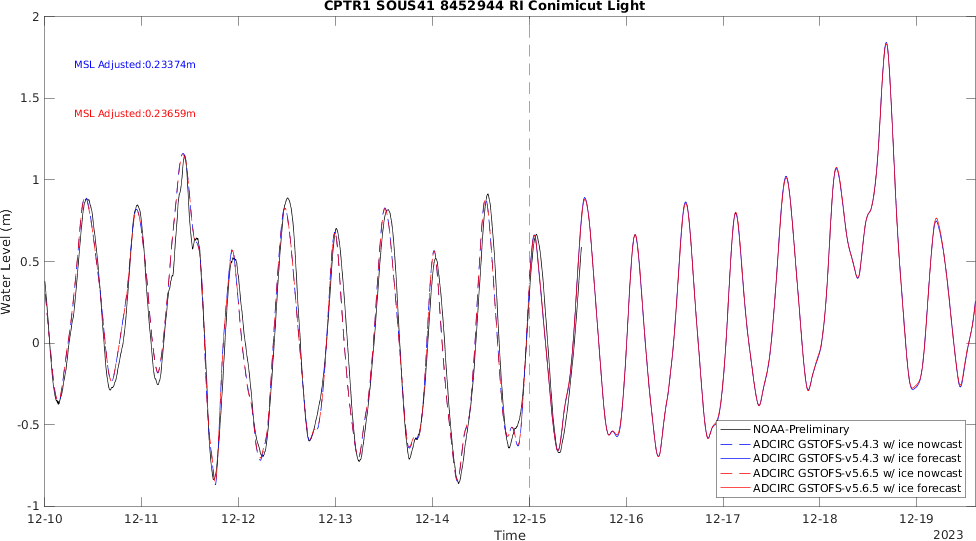 CPTR1 SOUS41 8452944 RI Conimicut Light
MSL Adjusted:0.23374m
MSL Adjusted:0.23659m
Water Level (m)
2
1.5
1
0.5
0
-0.5
-1
NOAA-Preliminary
ADCIRC GSTOFS-v5.4.3 w/ ice nowcast
ADCIRC GSTOFS-v5.4.3 w/ ice forecast
ADCIRC GSTOFS-v5.6.5 w/ ice nowcast
ADCIRC GSTOFS-v5.6.5 w/ ice forecast
12-10 12-11 12-12 12-13 12-14 12-15 12-16 12-17 12-18 12-19
Time
2023